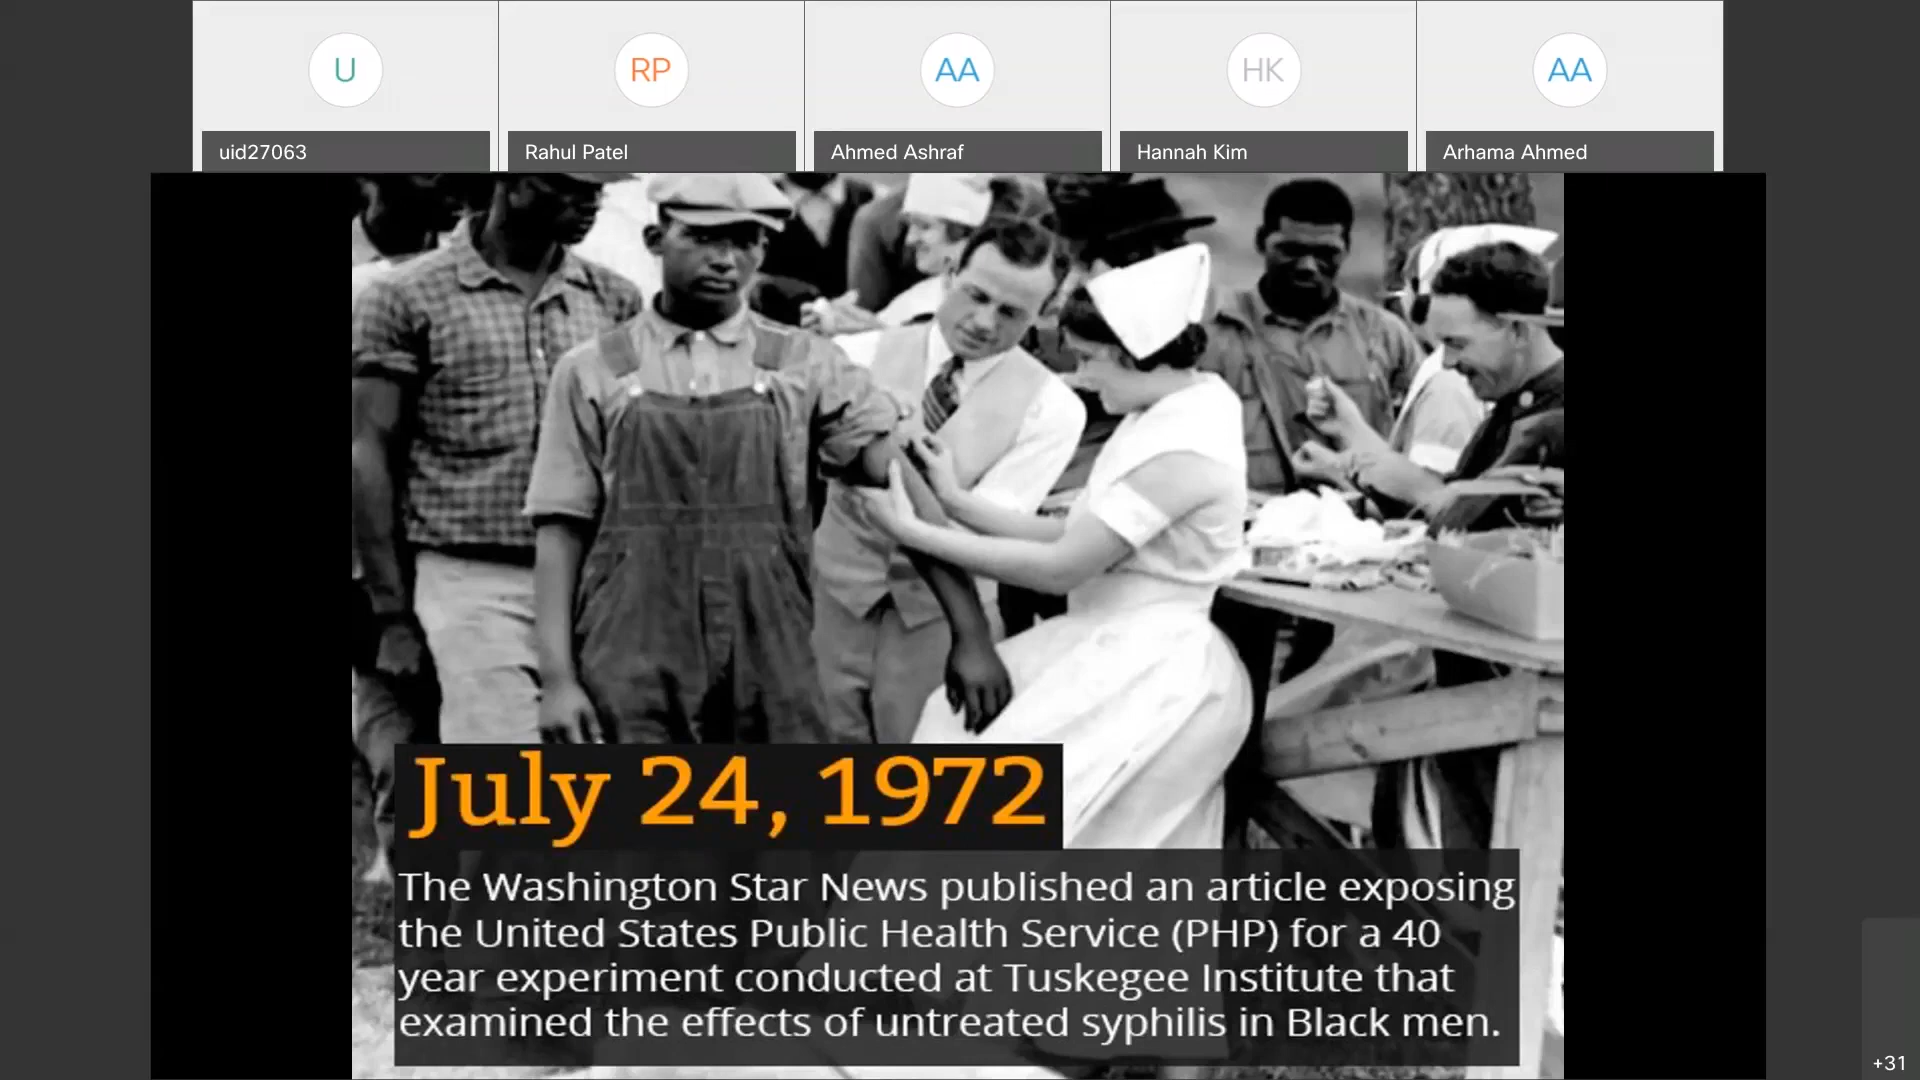 U
RP
AA
HK
AA
uid27063
Rahul Patel
Ahmed Ashraf
Hannah Kim
Arhama Ahmed
July 24, 1972
The Washington Star News published an article exposing
the United States Public Health Service (PHP) for a 40
year experiment conducted at Tuskegee Institute that
examined the effects of untreated syphilis in Black men.
+31